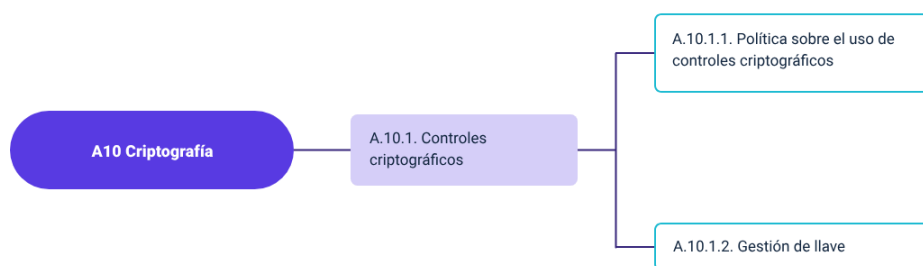 A10 Criptografía
A.10.1. Controles
criptográficos
A.10.1.1. Política sobre el uso de
controles criptográficos
A.10.1.2. Gestión de llave